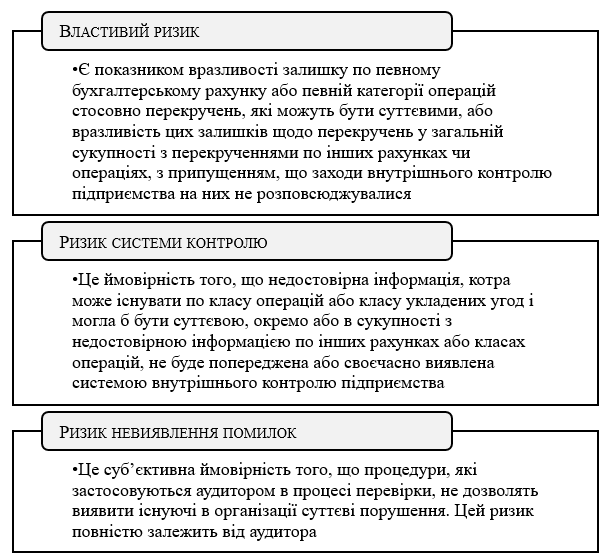 Властивий ризик
•Є показником вразливості залишку по певному
бухгалтерському рахунку або певній категорії операцій
стосовно перекручень, які можуть бути суттєвими, або
вразливість цих залишків щодо перекручень у загальній
сукупності з перекрученнями по інших рахунках чи
операціях, з припущенням, що заходи внутрішнього контролю
підприємства на них не розповсюджувалися
Ризик системи контролю
•Це ймовірність того, що недостовірна інформація, котра
може існувати по класу операцій або класу укладених угод і
могла б бути суттєвою, окремо або в сукупності з
недостовірною інформацією по інших рахунках або класах
операцій, не буде попереджена або своєчасно виявлена
системою внутрішнього контролю підприємства
Ризик невиявлення помилок
•Це суб’єктивна ймовірність того, що процедури, які
застосовуються аудитором в процесі перевірки, не дозволять
виявити існуючі в організації суттєві порушення. Цей ризик
повністю залежить від аудитора